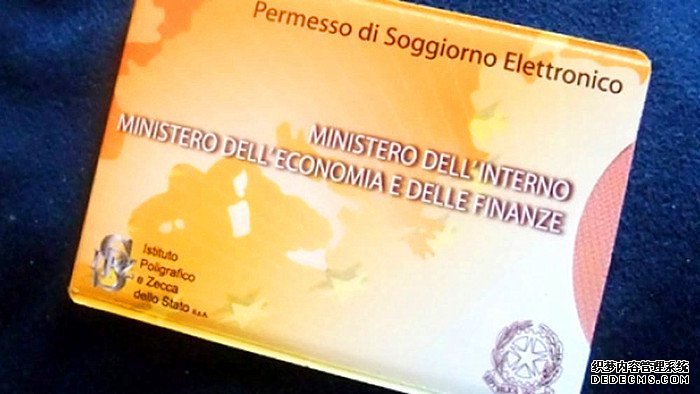 Permesso di Soggiorno Elettronico
MINISTERO DELL'INTERNO
MINISTERO DELL'ECONOMIA E DELLE FINANZE
Istituto
Poligrafico
e Zecca
dello Stato S.p.A.
织梦内容管理系统
DEDECMS.COM